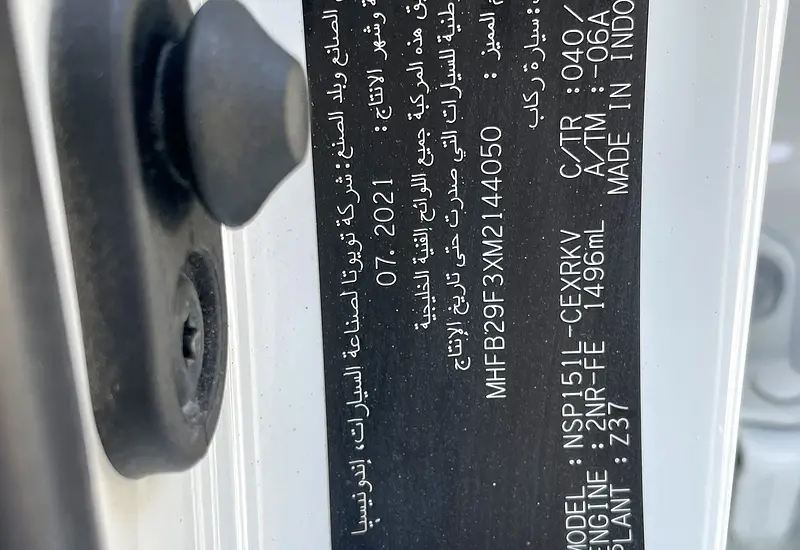 الصانع وبلد الصنع: شركة تويوتا لصناعة السيارات، إندونيسيا
وشهر الانتاج: 07. 2021
هذه المركبة جميع اللوائح الفنية الخليجية
للسيارات التي صدرت حتى تاريخ الإنتاج
المميز : MHFB29F3XM2144050
: سيارة ركاب
MODEL : NSP151L-CEXRKV C/TR : 040/
ENGINE : 2NR-FE 1496mL A/TM : -06A
PLANT : Z37 MADE IN INDO